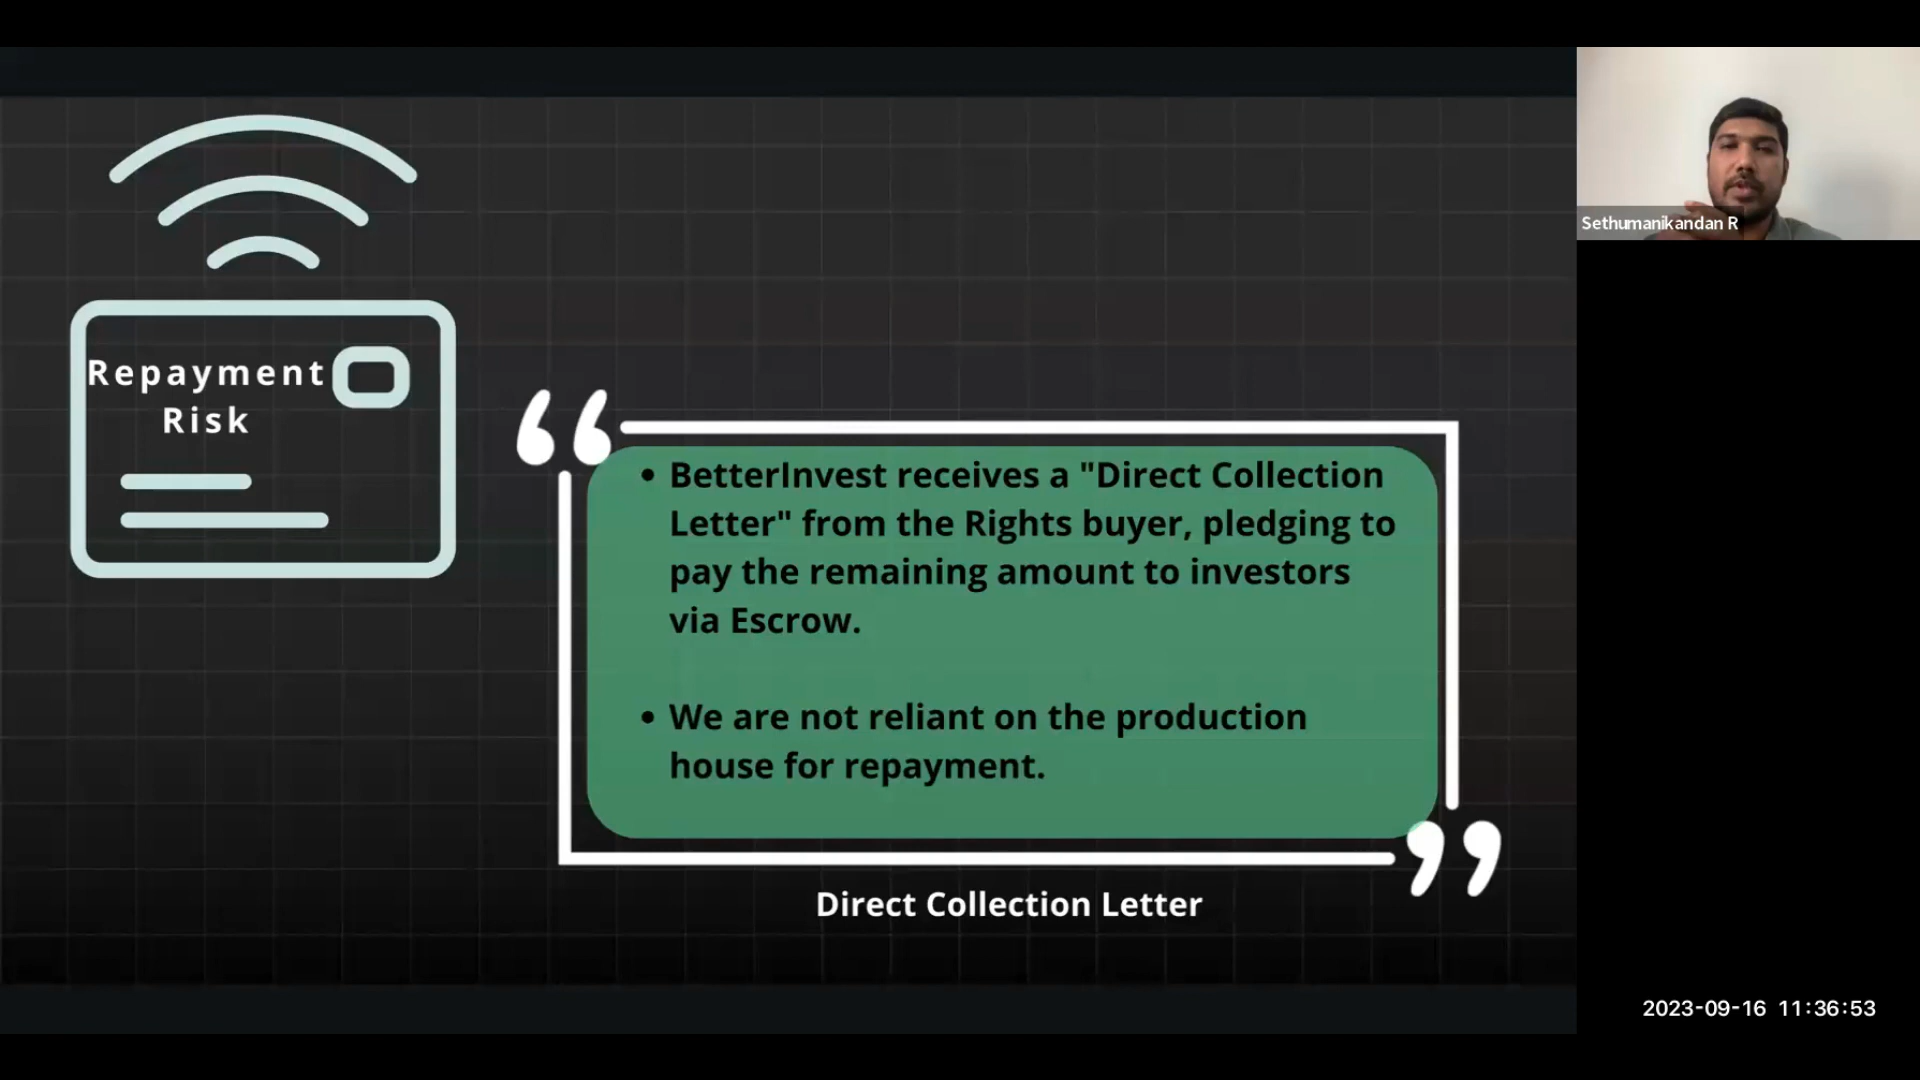 Repayment
Risk
• BetterInvest receives a "Direct Collection
Letter" from the Rights buyer, pledging to
pay the remaining amount to investors
via Escrow.
• We are not reliant on the production
house for repayment.
Direct Collection Letter
Sethumanikandan R
2023-09-16 11:36:53